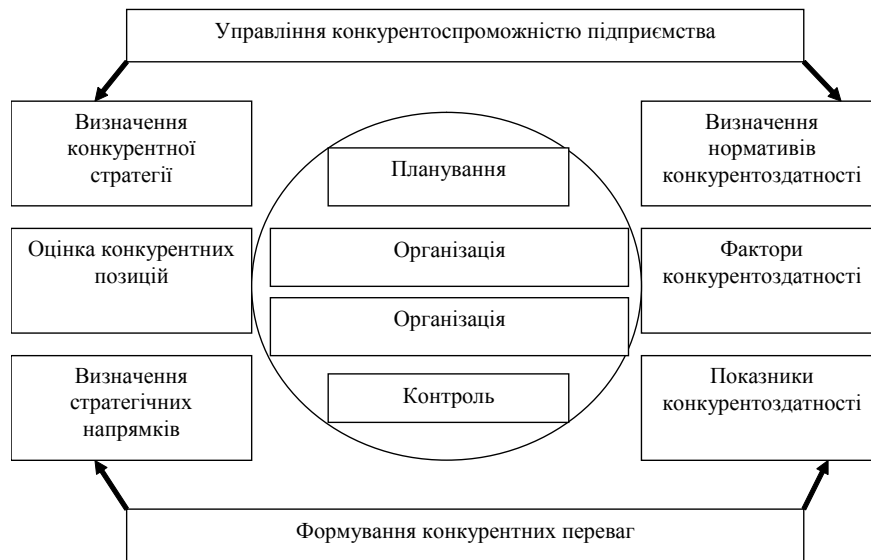 Управління конкурентоспроможністю підприємства
Визначення
конкурентної
стратегії
Планування
Визначення
нормативів
конкурентоздатності
Оцінка конкурентних
позицій
Організація
Фактори
конкурентоздатності
Організація
Визначення
стратегічних
напрямків
Контроль
Показники
конкурентоздатності
Формування конкурентних переваг